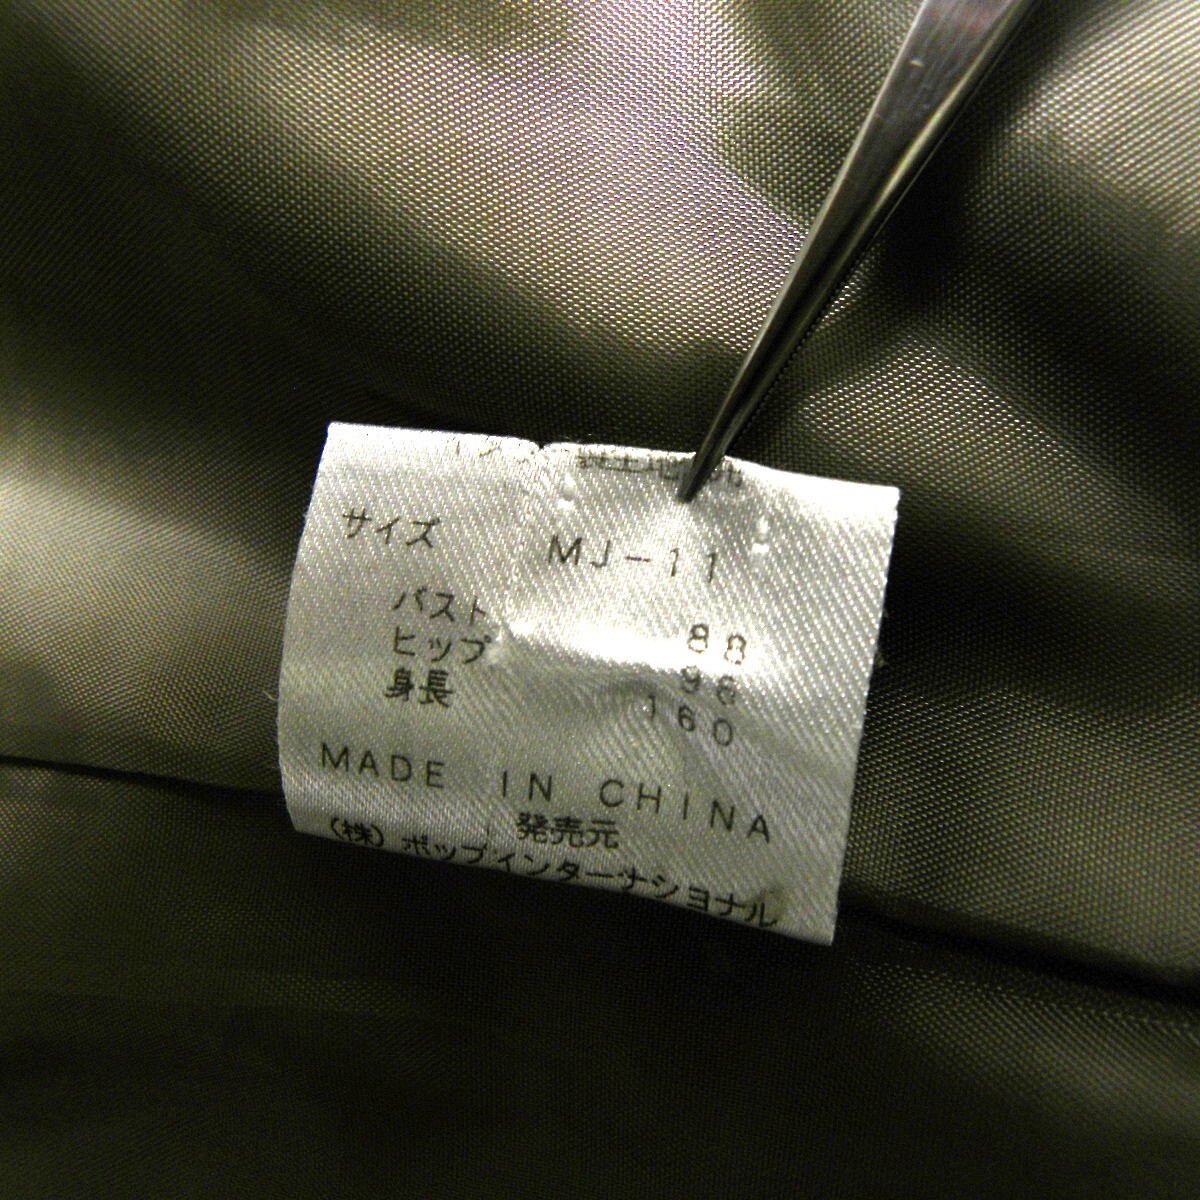 サイズ MJ-11
バスト 88
ヒップ 96
身長 160
MADE IN CHINA
発売元
(株)ポップインターナショナル